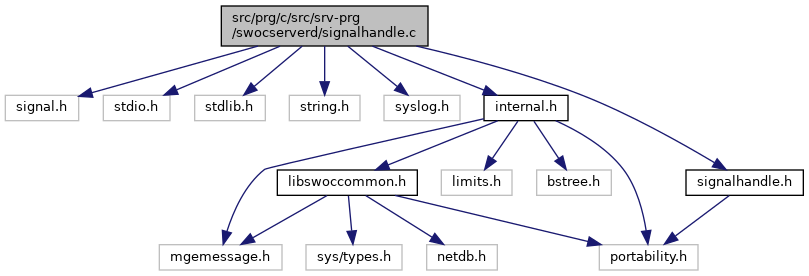 src/prg/c/src/srv-prg
/swocserverd/signalhandle.c
signal.h
stdio.h
stdlib.h
string.h
syslog.h
internal.h
libswoccommon.h
limits.h
bstree.h
signalhandle.h
mgemessage.h
sys/types.h
netdb.h
portability.h